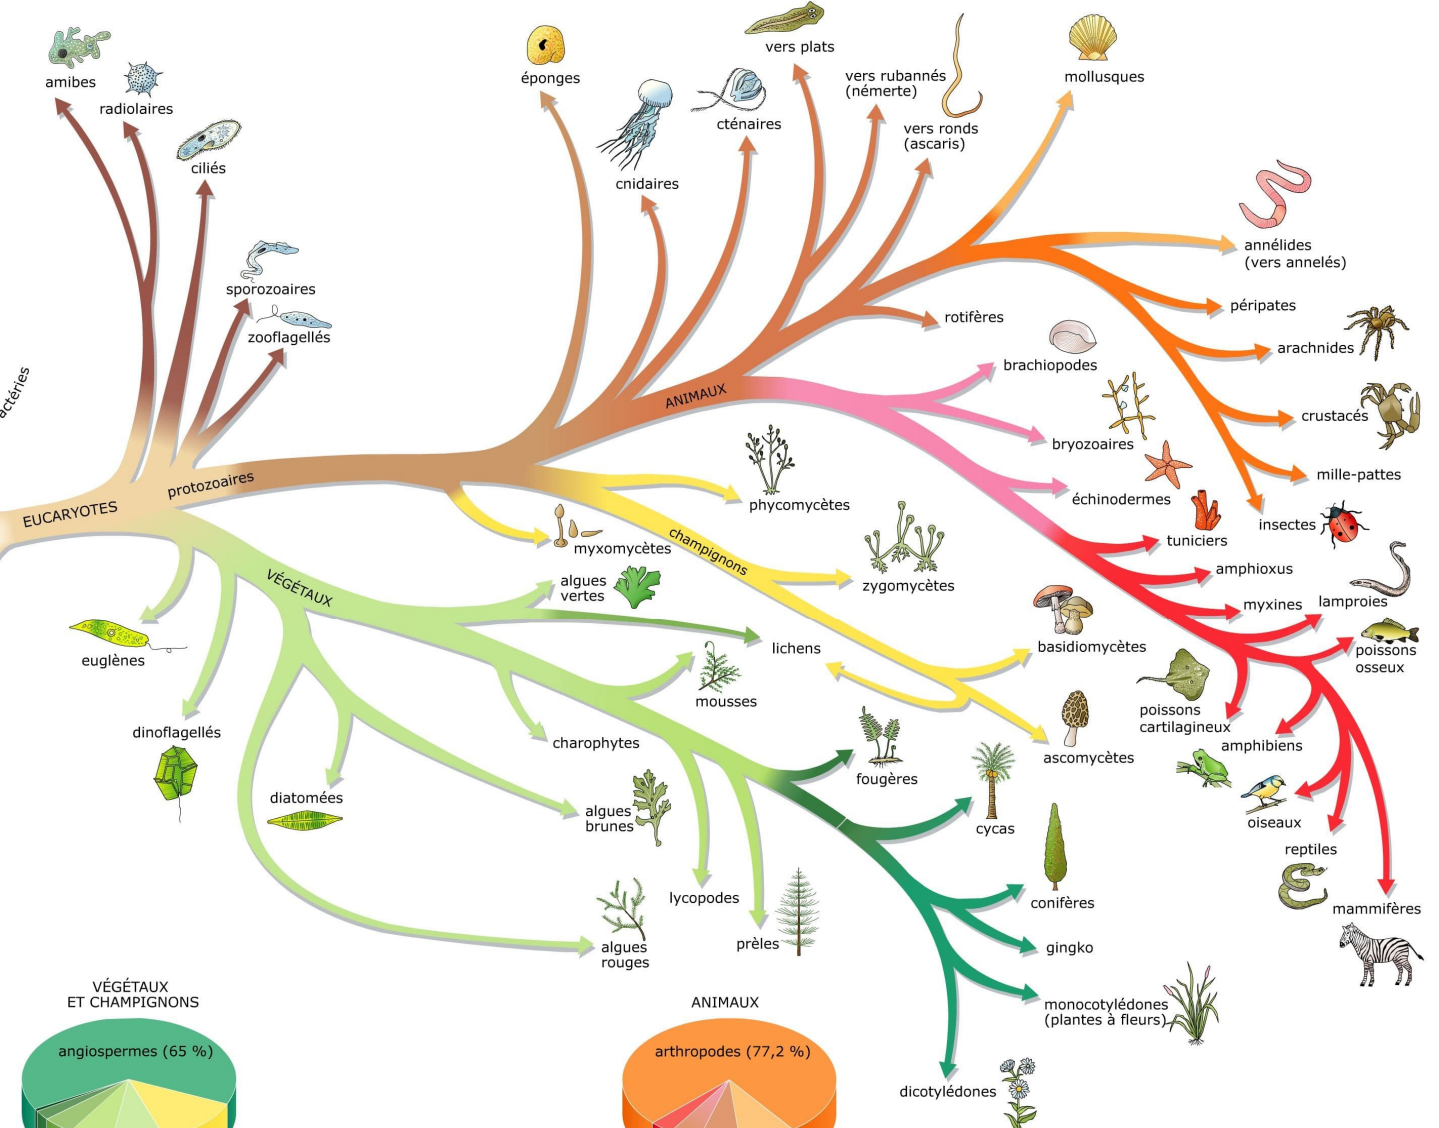 amibes
radiolaires
ciliés
sporozoaires
zooflagellés
éponges
cnidaires
cténaires
vers plats
vers rubannés
(némerte)
vers ronds
(ascaris)
mollusques
annélides
(vers annelés)
péripates
arachnides
crustacés
mille-pattes
insectes
rotifères
brachiopodes
bryozoaires
échinodermes
tuniciers
amphioxus
myxines
lamproies
poissons
osseux
poissons
cartilagineux
amphibiens
oiseaux
reptiles
mammifères
ANIMAUX
EUCARYOTES
protozoaires
phycomycètes
myxomycètes
champignons
zygomycètes
basidiomycètes
ascomycètes
lichens
VÉGÉTAUX
algues
vertes
euglènes
dinoflagellés
diatomées
mousses
charophytes
algues
brunes
algues
rouges
lycopodes
prèles
fougères
cycas
conifères
gingko
monocotylédones
(plantes à fleurs)
dicotylédones
VÉGÉTAUX
ET CHAMPIGNONS
angiospermes (65 %)
ANIMAUX
arthropodes (77,2 %)